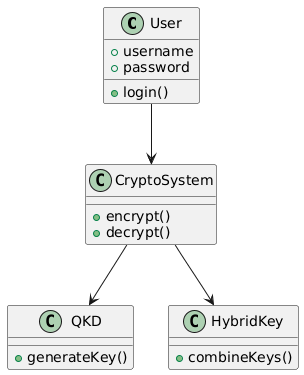 C User
username
password
login()
C CryptoSystem
encrypt()
decrypt()
C QKD
generateKey()
C HybridKey
combineKeys()